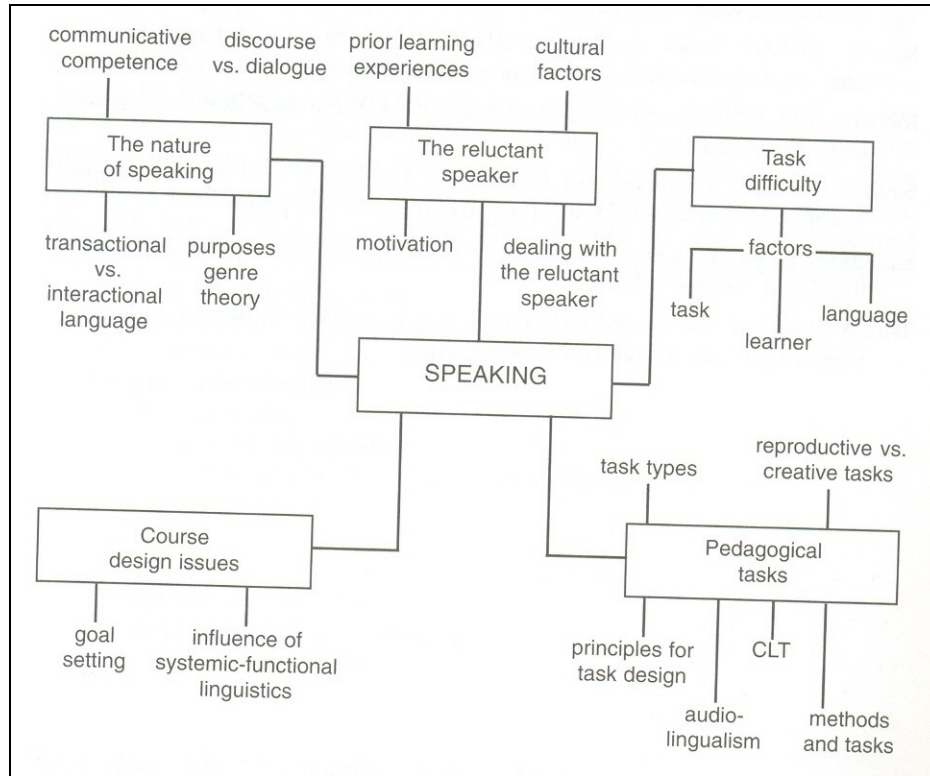 communicative
competence
discourse
vs. dialogue
prior learning
experiences
cultural
factors
The nature
of speaking
The reluctant
speaker
Task
difficulty
transactional
vs.
interactional
language
purposes
genre
theory
motivation
dealing with
the reluctant
speaker
factors
task
learner
language
SPEAKING
task types
reproductive vs.
creative tasks
Course
design issues
Pedagogical
tasks
goal
setting
influence of
systemic-functional
linguistics
principles for
task design
audio-
lingualism
CLT
methods
and tasks